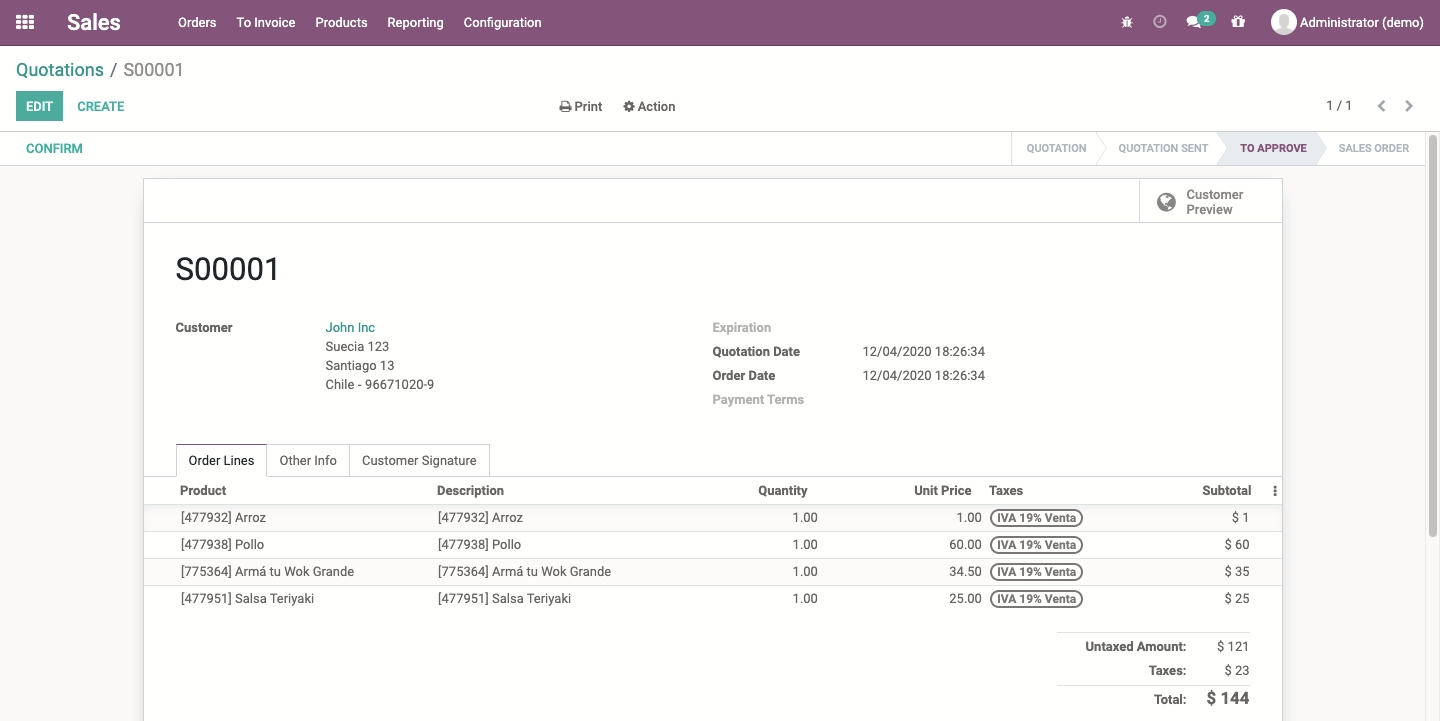 Sales Orders To Invoice Products Reporting Configuration 2 Administrator (demo)
Quotations / S00001
EDIT CREATE Print Action 1 / 1
CONFIRM QUOTATION QUOTATION SENT TO APPROVE SALES ORDER
Customer
Preview
S00001
Customer John Inc
Suecia 123
Santiago 13
Chile - 96671020-9
Expiration
Quotation Date 12/04/2020 18:26:34
Order Date 12/04/2020 18:26:34
Payment Terms
Order Lines Other Info Customer Signature
Product Description Quantity Unit Price Taxes Subtotal
[477932] Arroz [477932] Arroz 1.00 1.00 IVA 19% Venta $ 1
[477938] Pollo [477938] Pollo 1.00 60.00 IVA 19% Venta $ 60
[775364] Armá tu Wok Grande [775364] Armá tu Wok Grande 1.00 34.50 IVA 19% Venta $ 35
[477951] Salsa Teriyaki [477951] Salsa Teriyaki 1.00 25.00 IVA 19% Venta $ 25
Untaxed Amount: $ 121
Taxes: $ 23
Total: $ 144